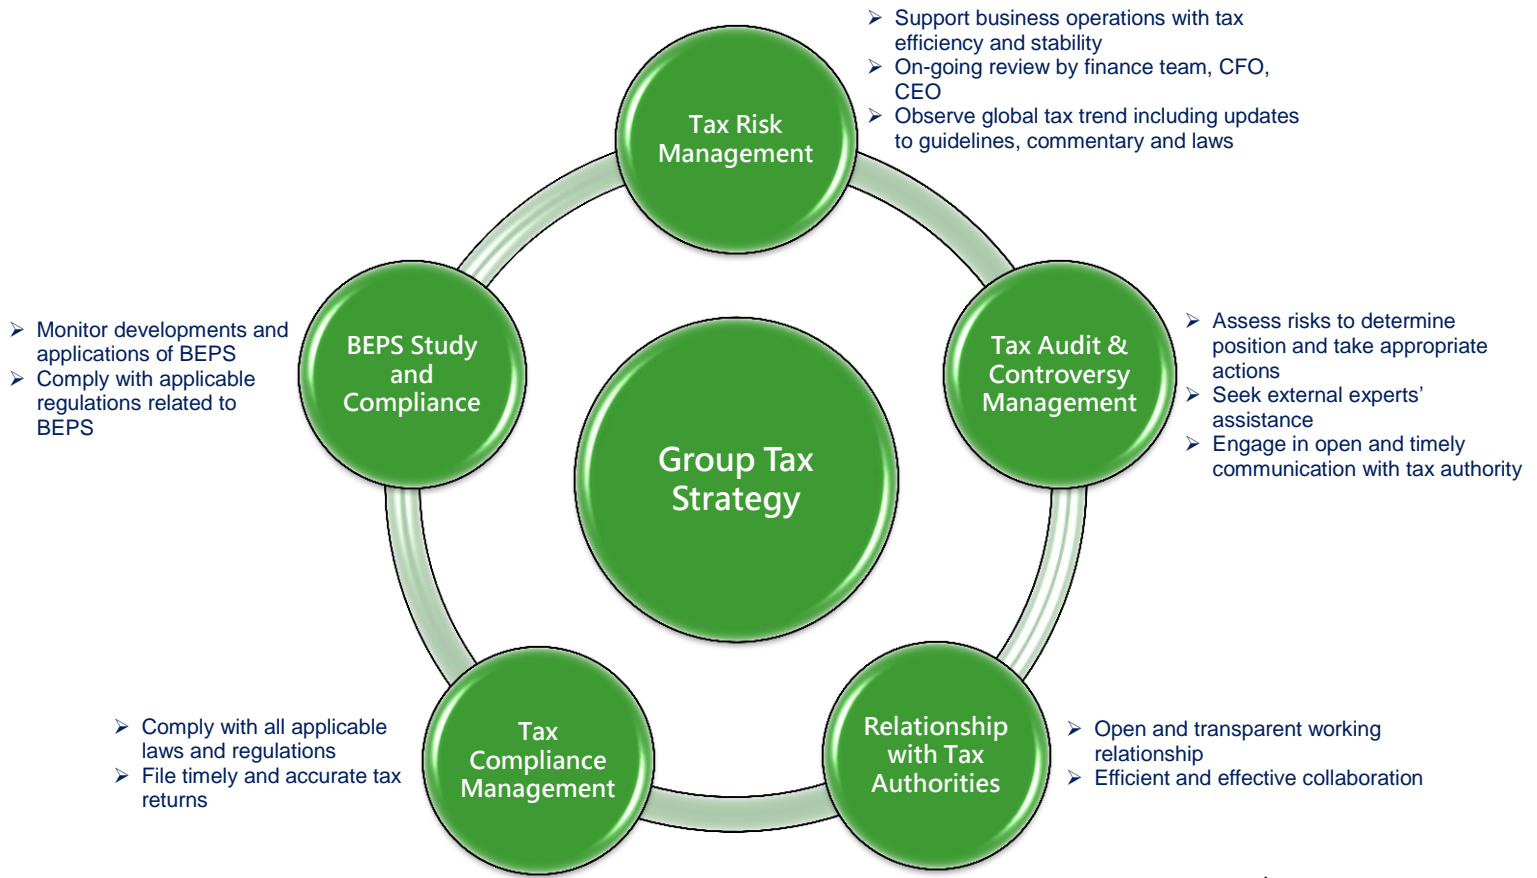 ➢ Support business operations with tax
efficiency and stability
➢ On-going review by finance team, CFO,
CEO
➢ Observe global tax trend including updates
to guidelines, commentary and laws
Tax Risk
Management
➢ Monitor developments and
applications of BEPS
➢ Comply with applicable
regulations related to
BEPS
BEPS Study
and
Compliance
Tax Audit &
Controversy
Management
➢ Assess risks to determine
position and take appropriate
actions
➢ Seek external experts’
assistance
➢ Engage in open and timely
communication with tax authority
Group Tax
Strategy
➢ Comply with all applicable
laws and regulations
➢ File timely and accurate tax
returns
Tax
Compliance
Management
Relationship
with Tax
Authorities
➢ Open and transparent working
relationship
➢ Efficient and effective collaboration